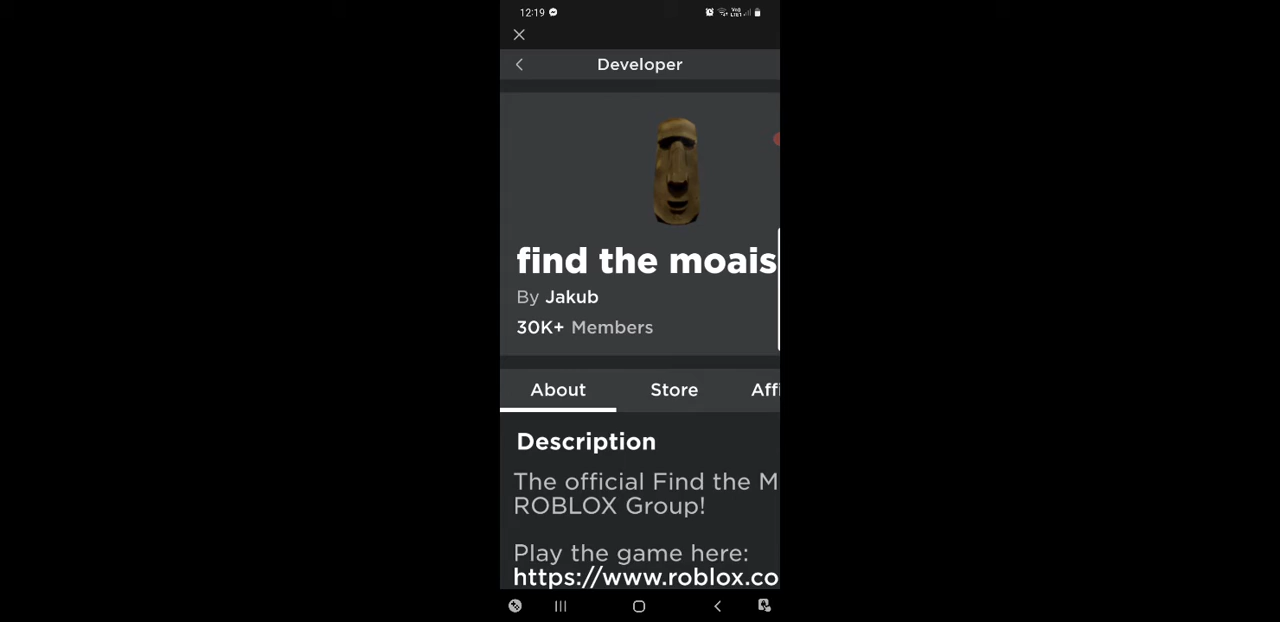 12:19
Developer
find the moais
By Jakub
30K+ Members
About Store Affi
Description
The official Find the M
ROBLOX Group!
Play the game here:
https://www.roblox.co